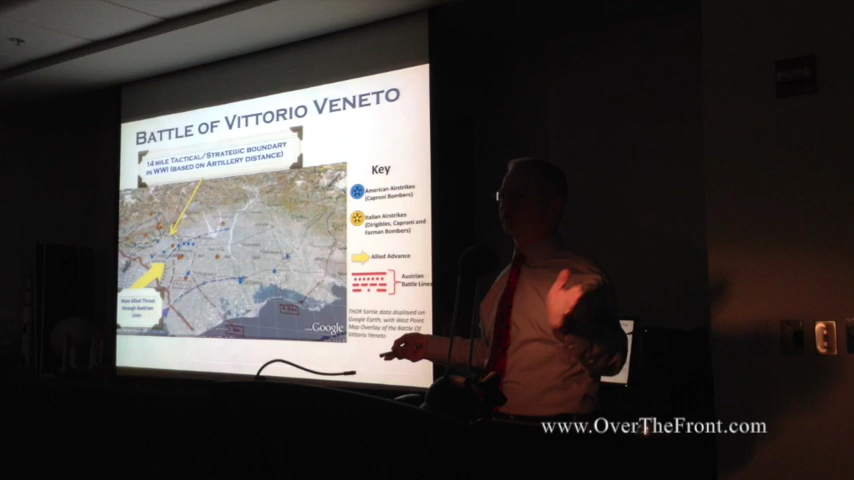 BATTLE OF VITTORIO VENETO
14 MILE TACTICAL/STRATEGIC BOUNDARY
IN WWI (BASED ON ARTILLERY DISTANCE)
Key
American Airstrikes
(Caproni Bombers)
Italian Airstrikes
(Dirigibles, Caproni and
Farman Bombers)
Allied Advance
Austrian
Battle Lines
Main Allied Thrust
through Austrian
Lines
THOR Sortie data displayed on
Google Earth, with West Point
Map Overlay of the Battle Of
Vittorio Veneto
Google
www.OverTheFront.com